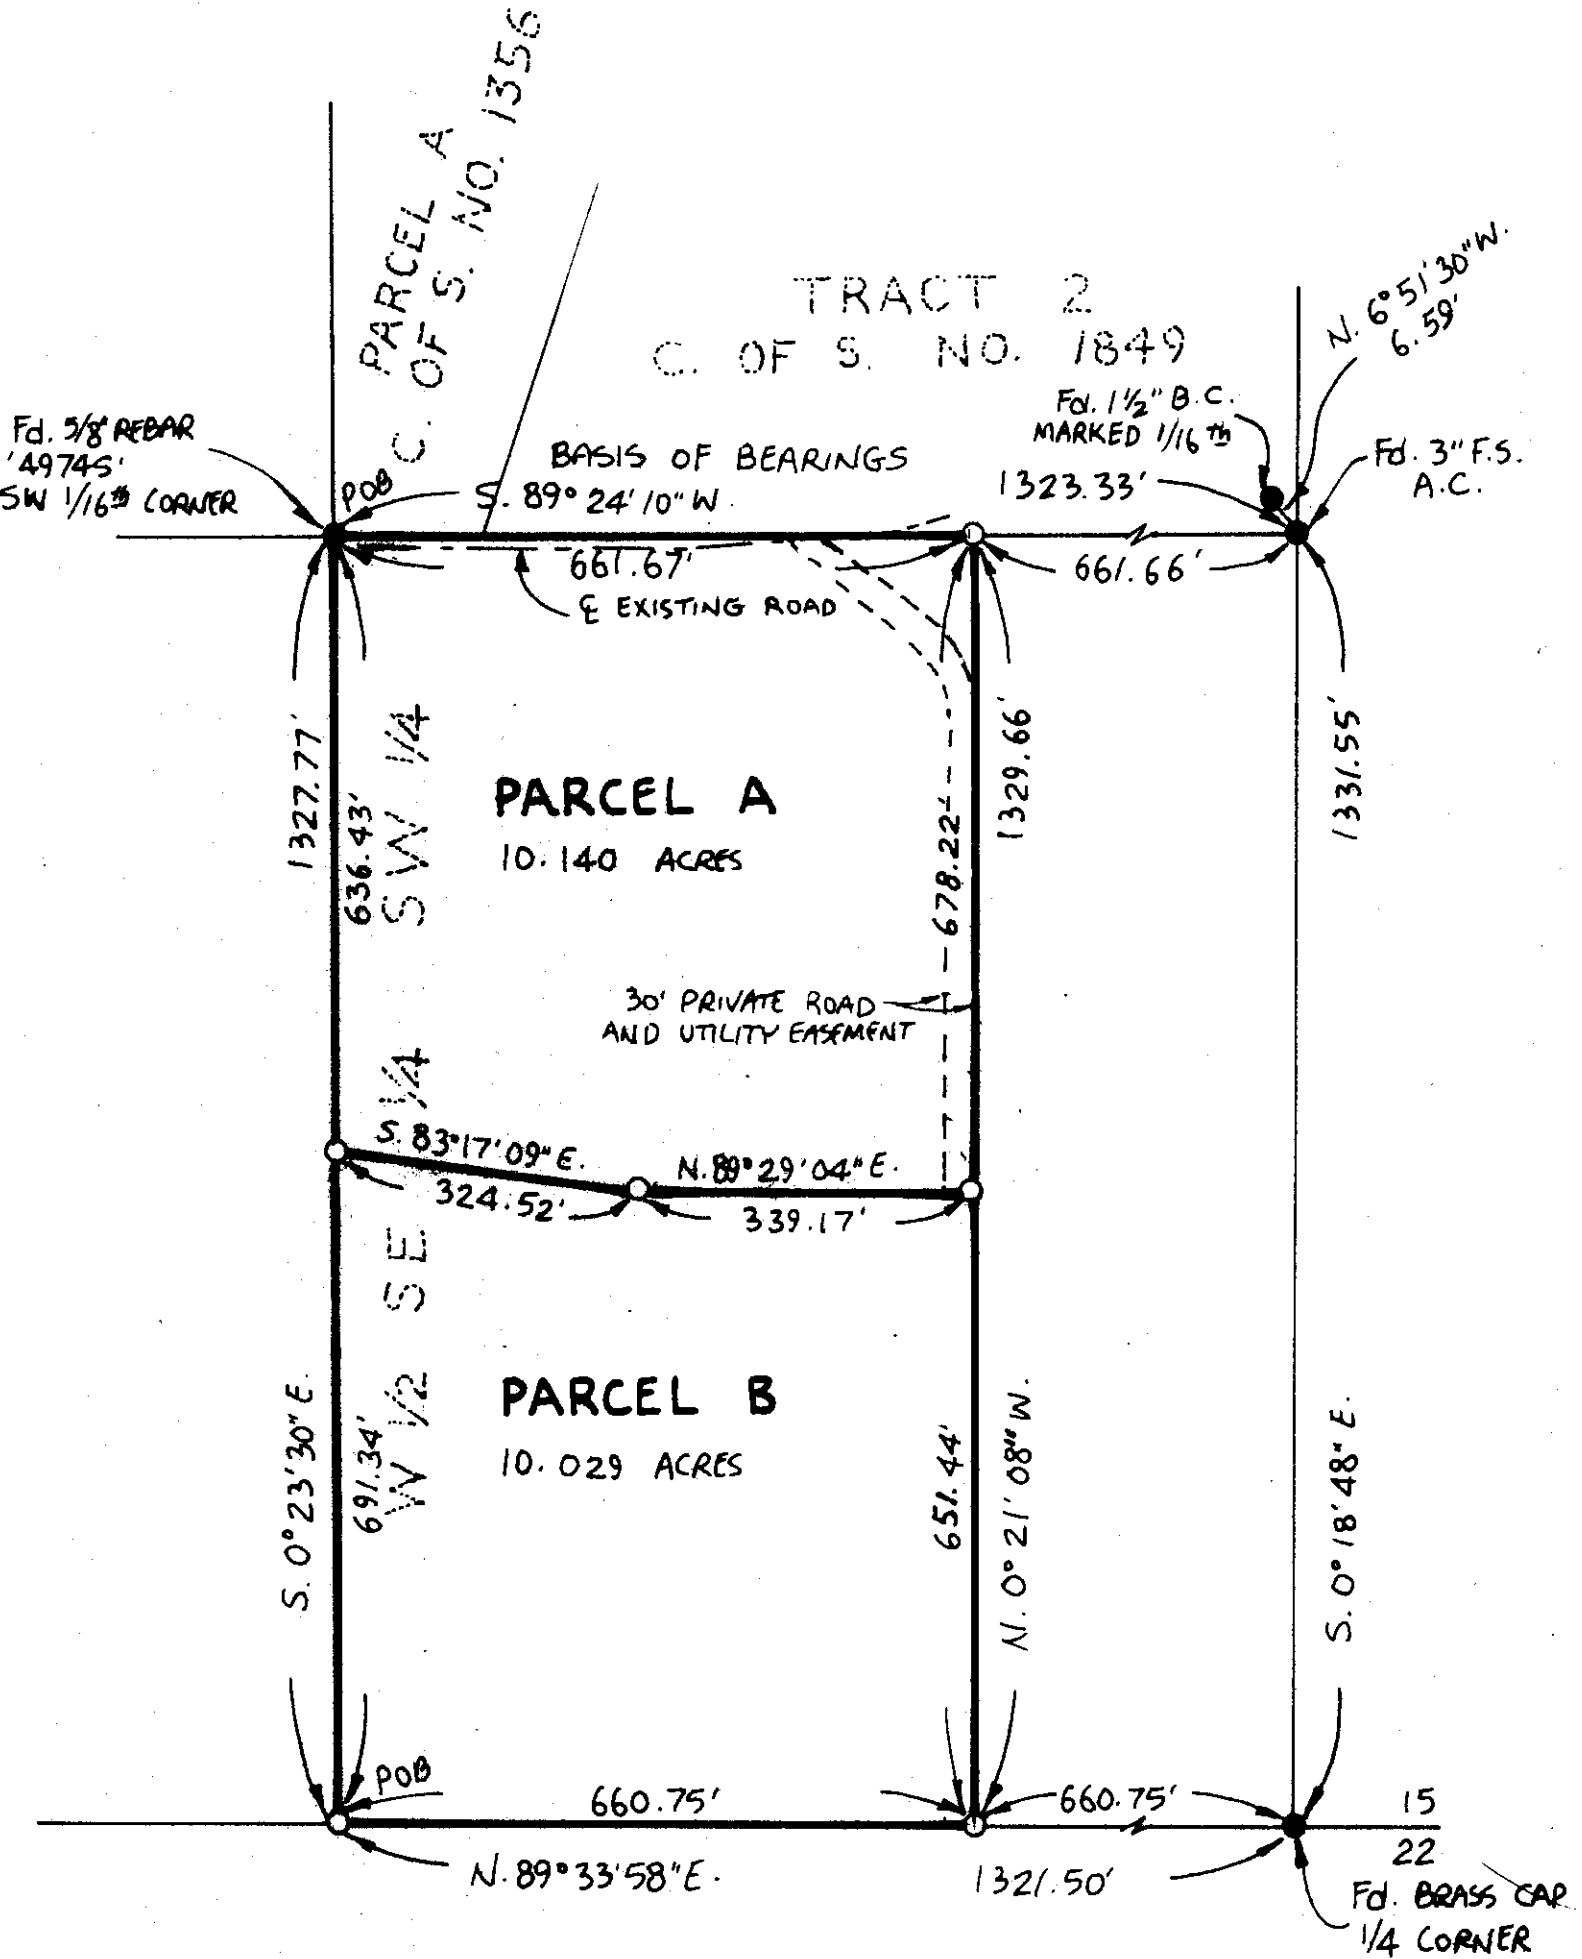 PARCEL A
C. OF S. NO. 1356
TRACT 2
C. OF S. NO. 1849
N. 6°51'30"W.
6.59'
Fd. 1½" B.C.
MARKED 1/16th
Fd. 3" F.S.
A.C.
Fd. 5/8" REBAR
'4974S'
SW 1/16th CORNER
POB
BASIS OF BEARINGS
S. 89°24'10"W.
1323.33'
661.67'
661.66'
℄ EXISTING ROAD
1327.77'
636.43'
W 1/2 SE 1/4 SW 1/4
PARCEL A
10.140 ACRES
678.22'
1329.66'
1331.55'
30' PRIVATE ROAD
AND UTILITY EASEMENT
S. 83°17'09"E.
324.52'
N. 89°29'04"E.
339.17'
PARCEL B
10.029 ACRES
S. 0°23'30"E.
691.34'
651.44'
N. 0°21'08"W.
S. 0°18'48"E.
POB
660.75'
660.75'
15
22
N. 89°33'58"E.
1321.50'
Fd. BRASS CAP
1/4 CORNER